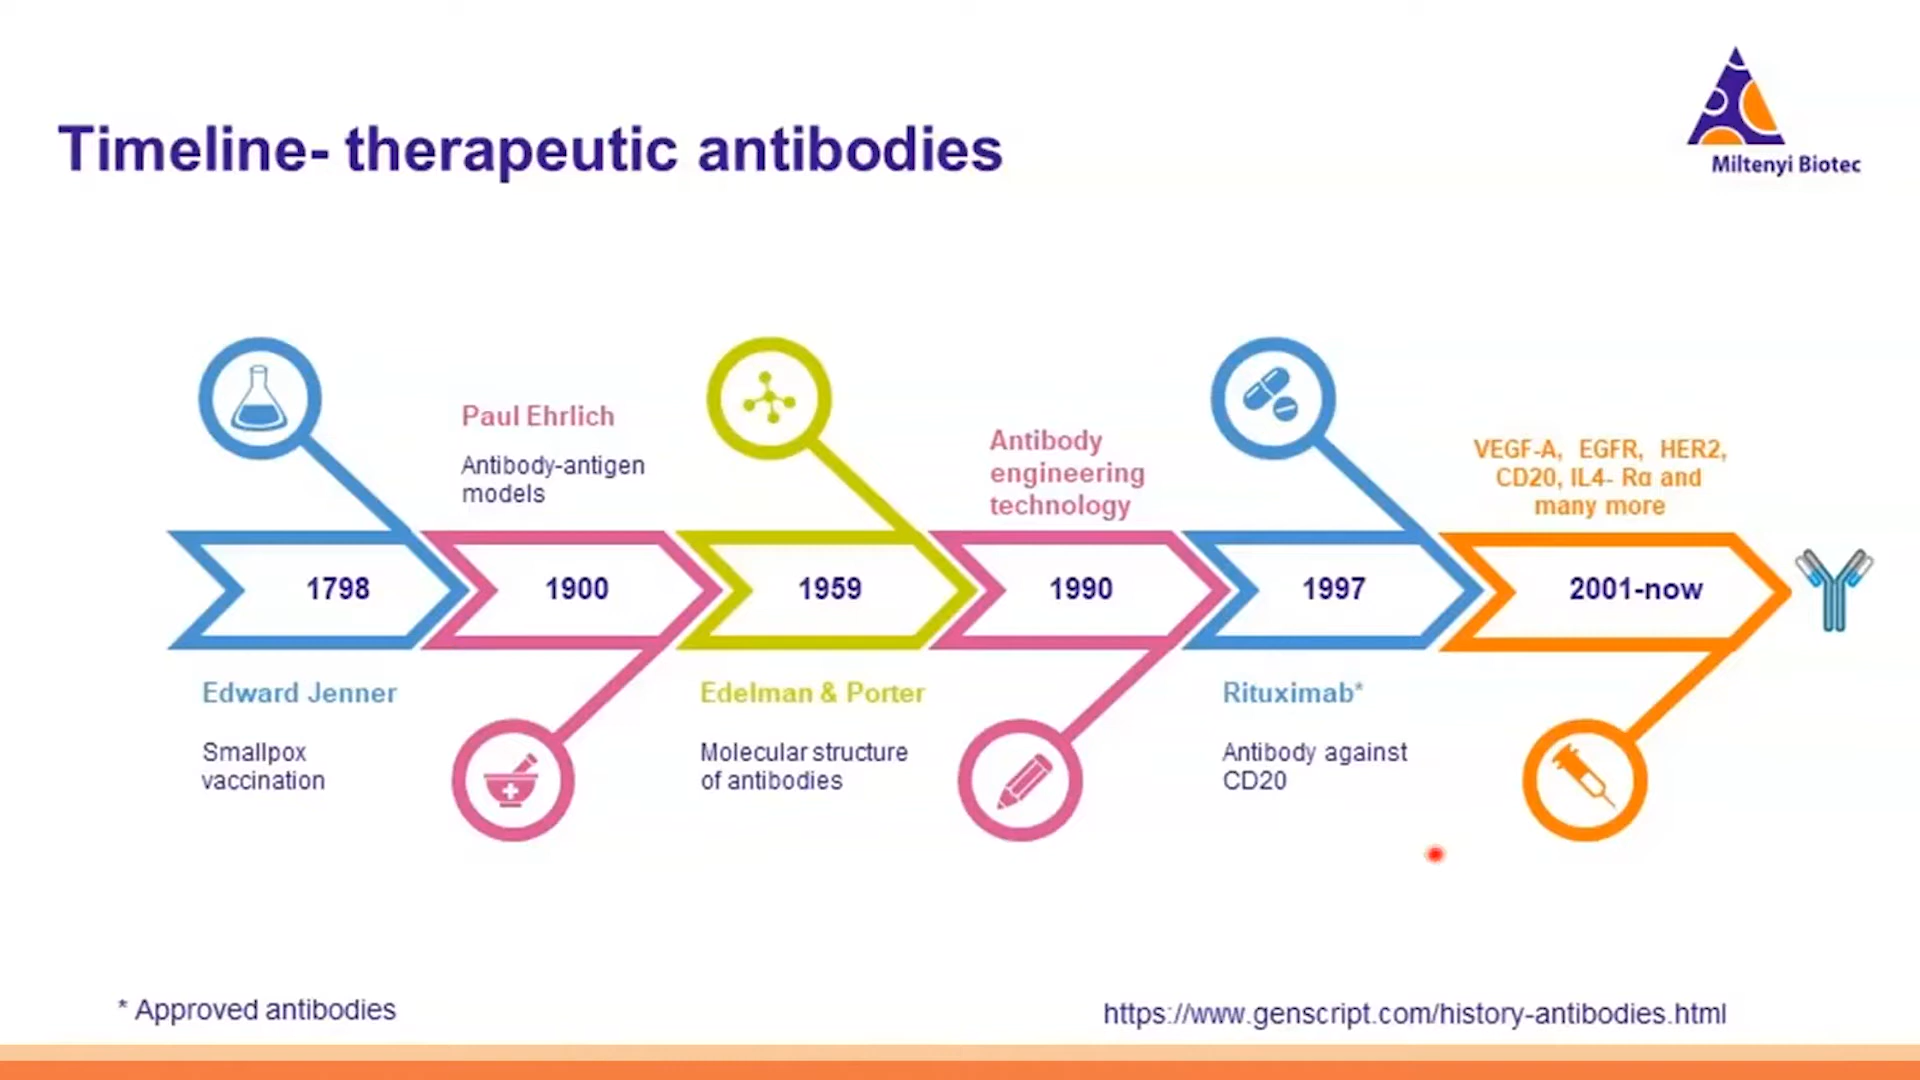 Timeline- therapeutic antibodies
Miltenyi Biotec
Paul Ehrlich
Antibody-antigen
models
Antibody
engineering
technology
VEGF-A, EGFR, HER2,
CD20, IL4- Rα and
many more
1798
1900
1959
1990
1997
2001-now
Edward Jenner
Smallpox
vaccination
Edelman & Porter
Molecular structure
of antibodies
Rituximab*
Antibody against
CD20
* Approved antibodies
https://www.genscript.com/history-antibodies.html